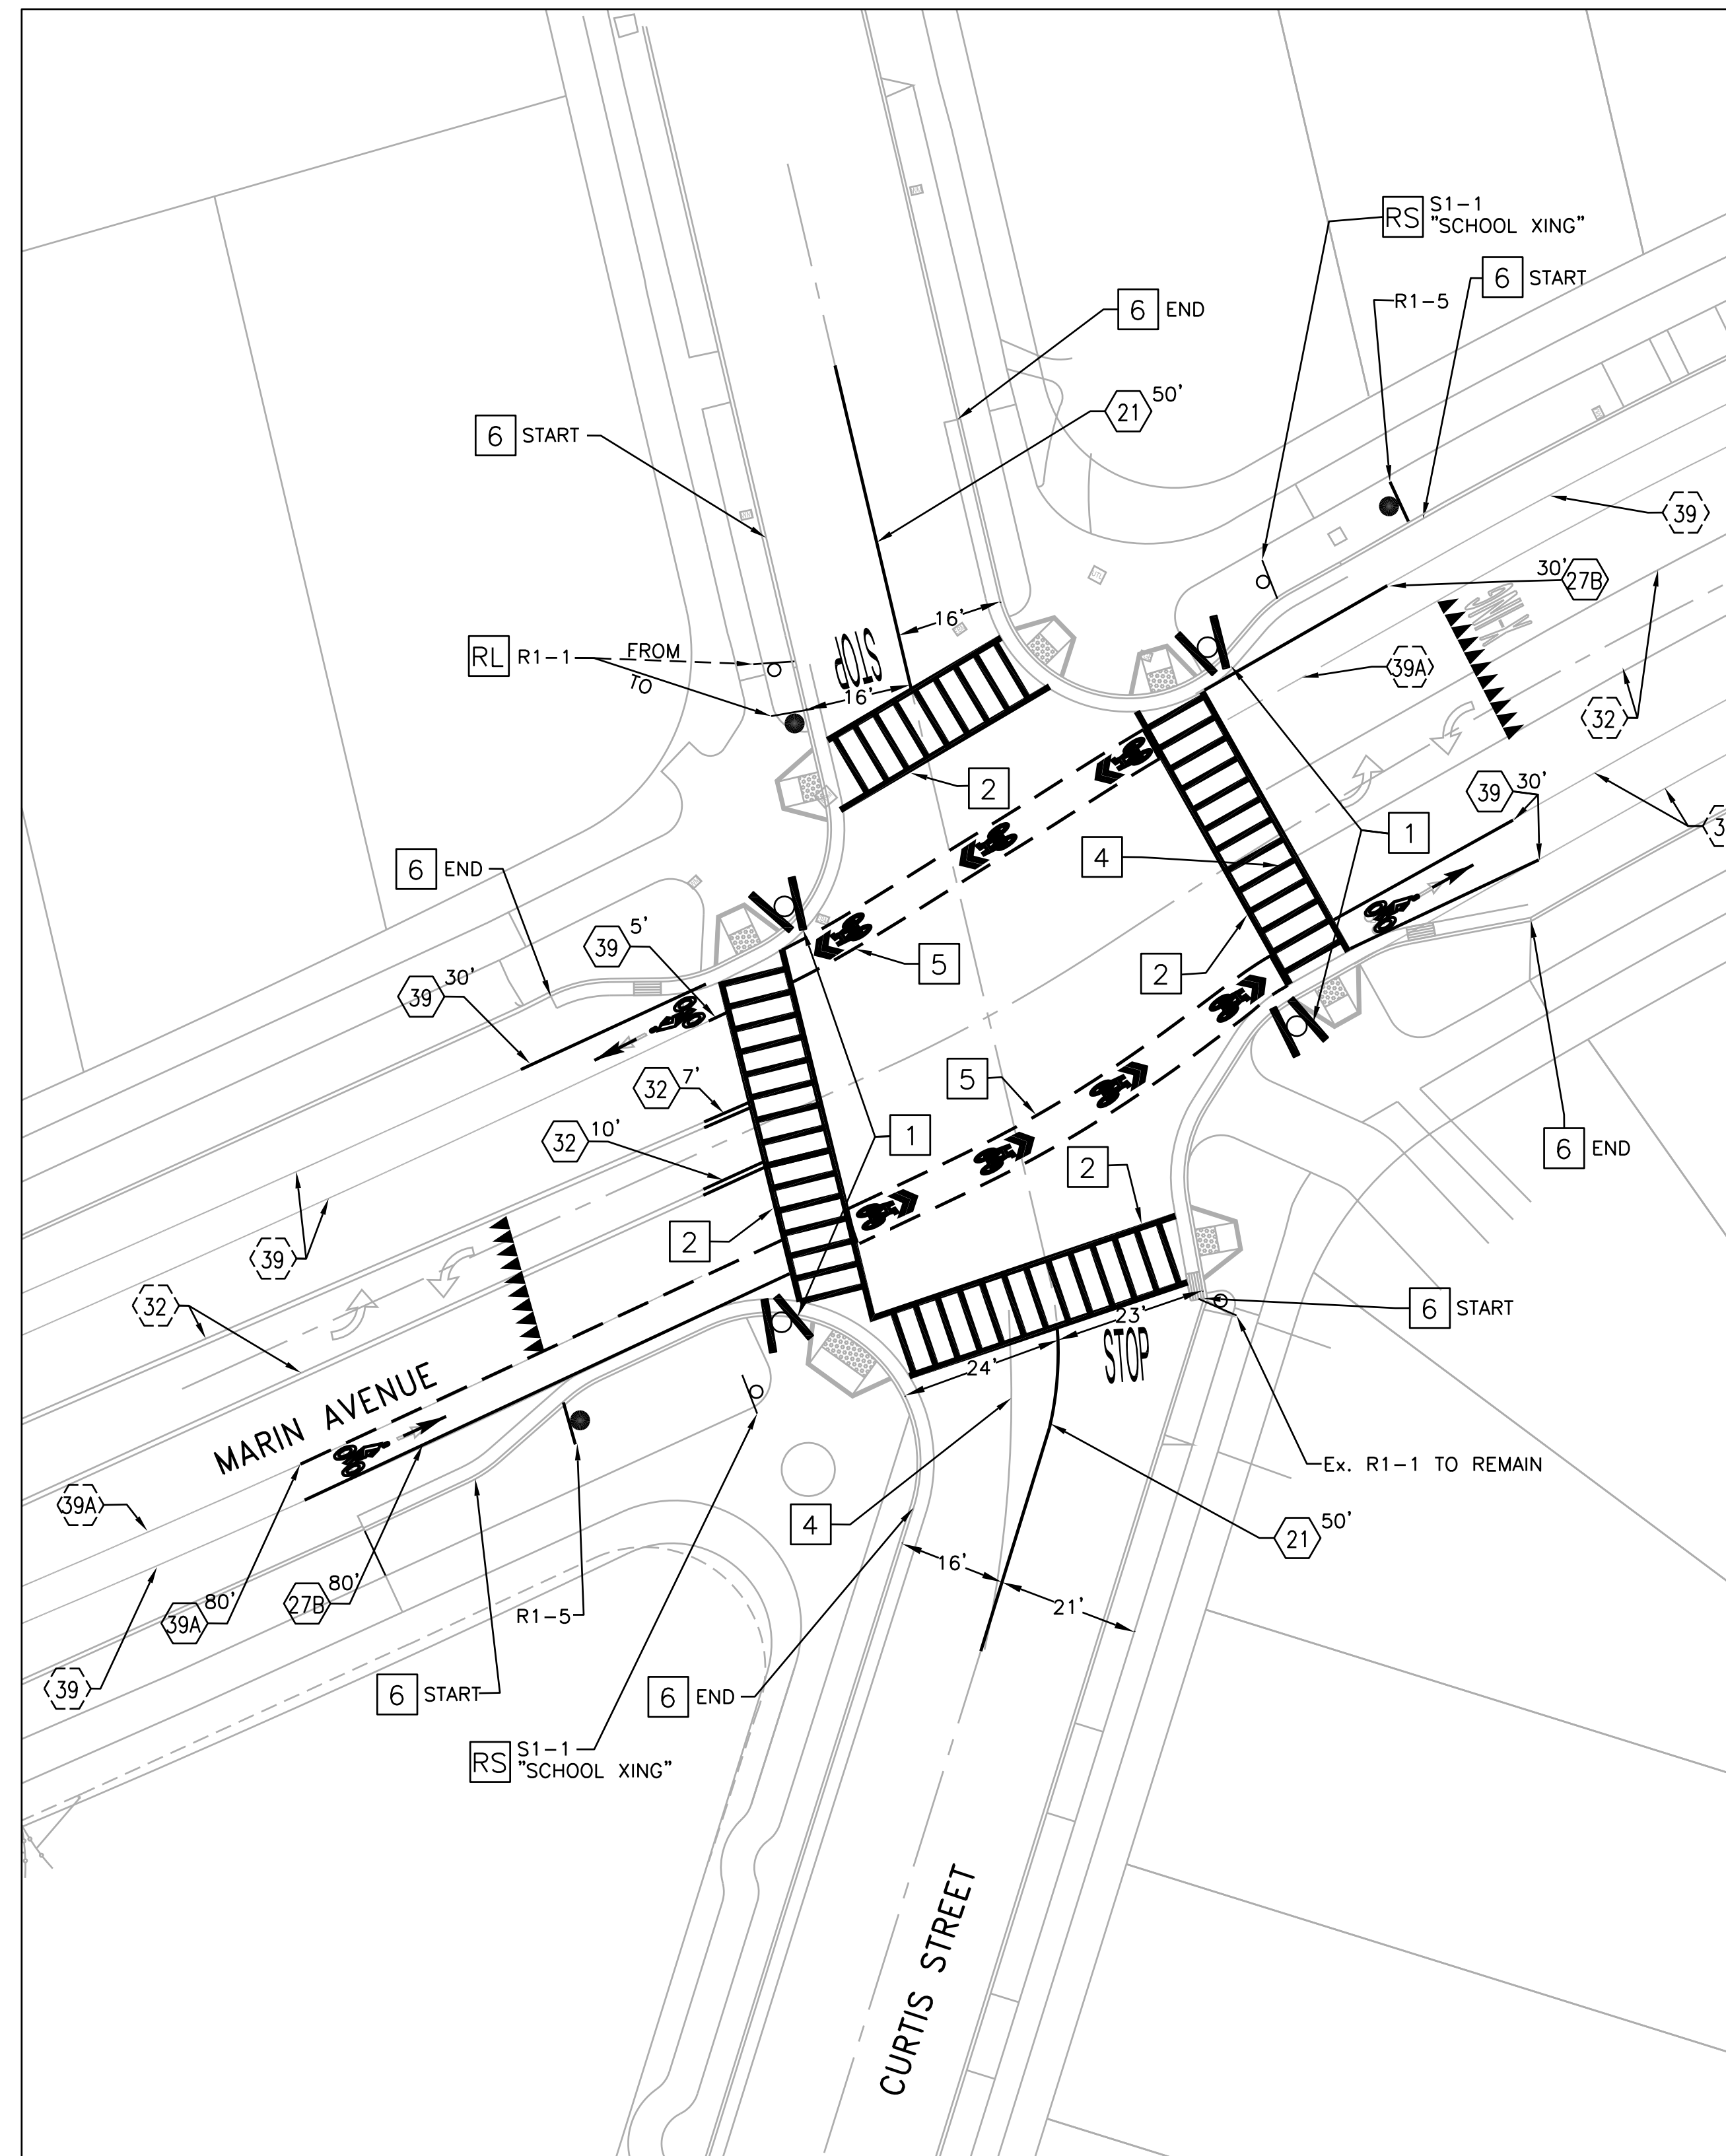 RS S1-1
"SCHOOL XING"
6 START
R1-5
6 END
21 50'
6 START
39
30' 27B
XING
16'
STOP
RL R1-1 FROM
TO
16'
39A
32
39 30'
2
1
4
6 END
5'
39
5
2
39 30'
32 7'
5
32 10'
1
2
6 END
2
39
32
23'
6 START
STOP
24'
MARIN AVENUE
Ex. R1-1 TO REMAIN
39A
4
21 50'
16'
21'
39A 80'
27B 80'
R1-5
39
6 START
6 END
RS S1-1
"SCHOOL XING"
CURTIS STREET